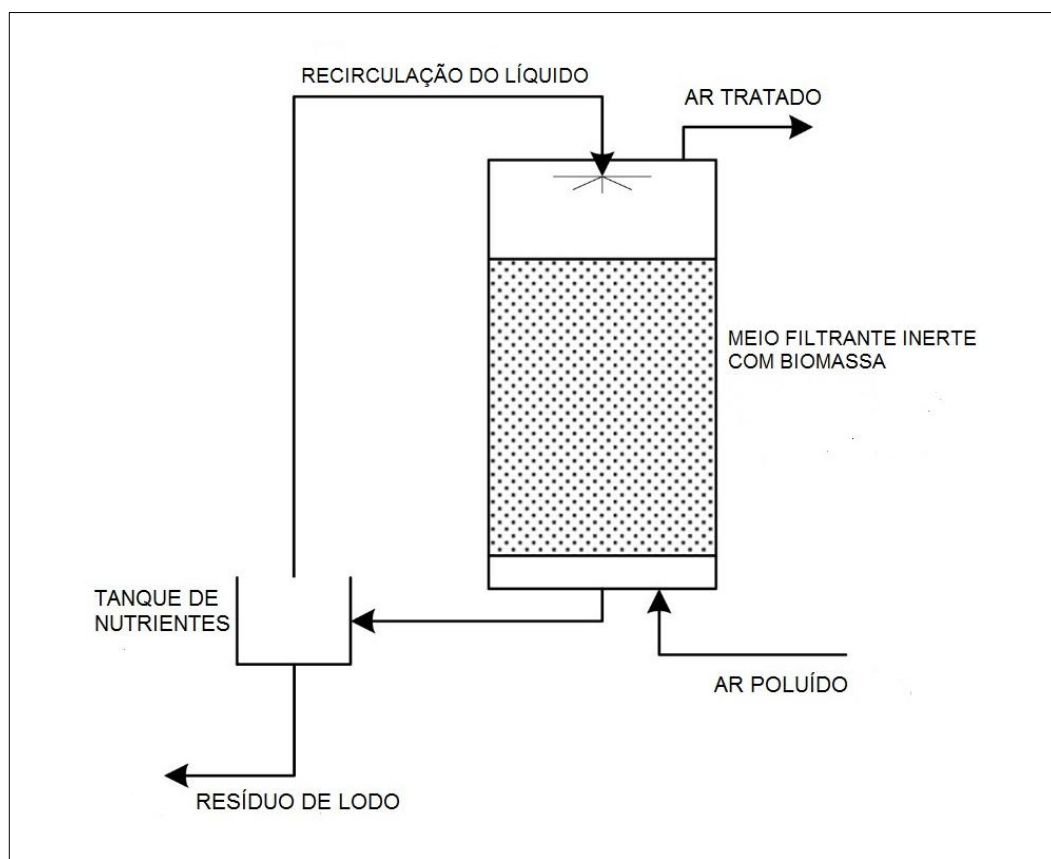 RECIRCULAÇÃO DO LÍQUIDO
AR TRATADO
MEIO FILTRANTE INERTE
COM BIOMASSA
TANQUE DE
NUTRIENTES
AR POLUÍDO
RESÍDUO DE LODO